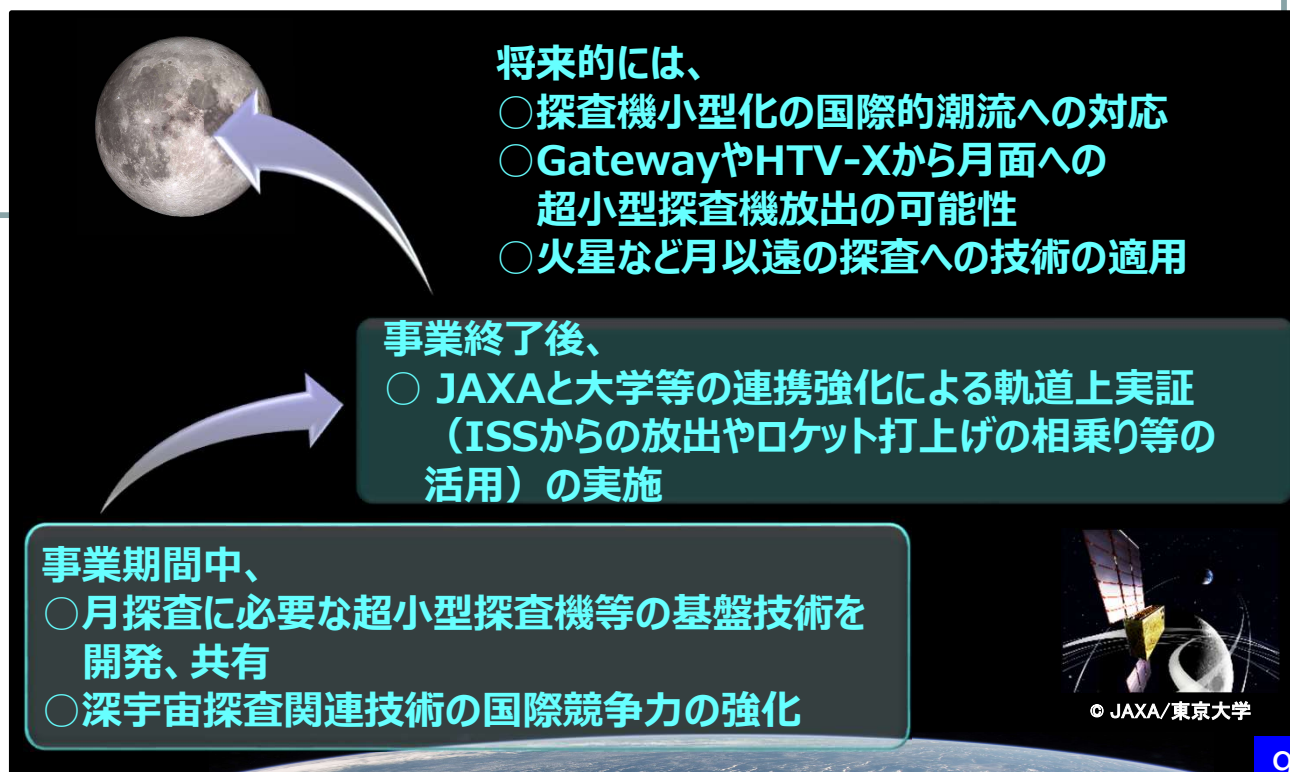 将来的には、
○探査機小型化の国際的潮流への対応
○GatewayやHTV-Xから月面への
超小型探査機放出の可能性
○火星など月以遠の探査への技術の適用
事業終了後、
○ JAXAと大学等の連携強化による軌道上実証
（ISSからの放出やロケット打上げの相乗り等の
活用）の実施
事業期間中、
○月探査に必要な超小型探査機等の基盤技術を
開発、共有
○深宇宙探査関連技術の国際競争力の強化
© JAXA/東京大学